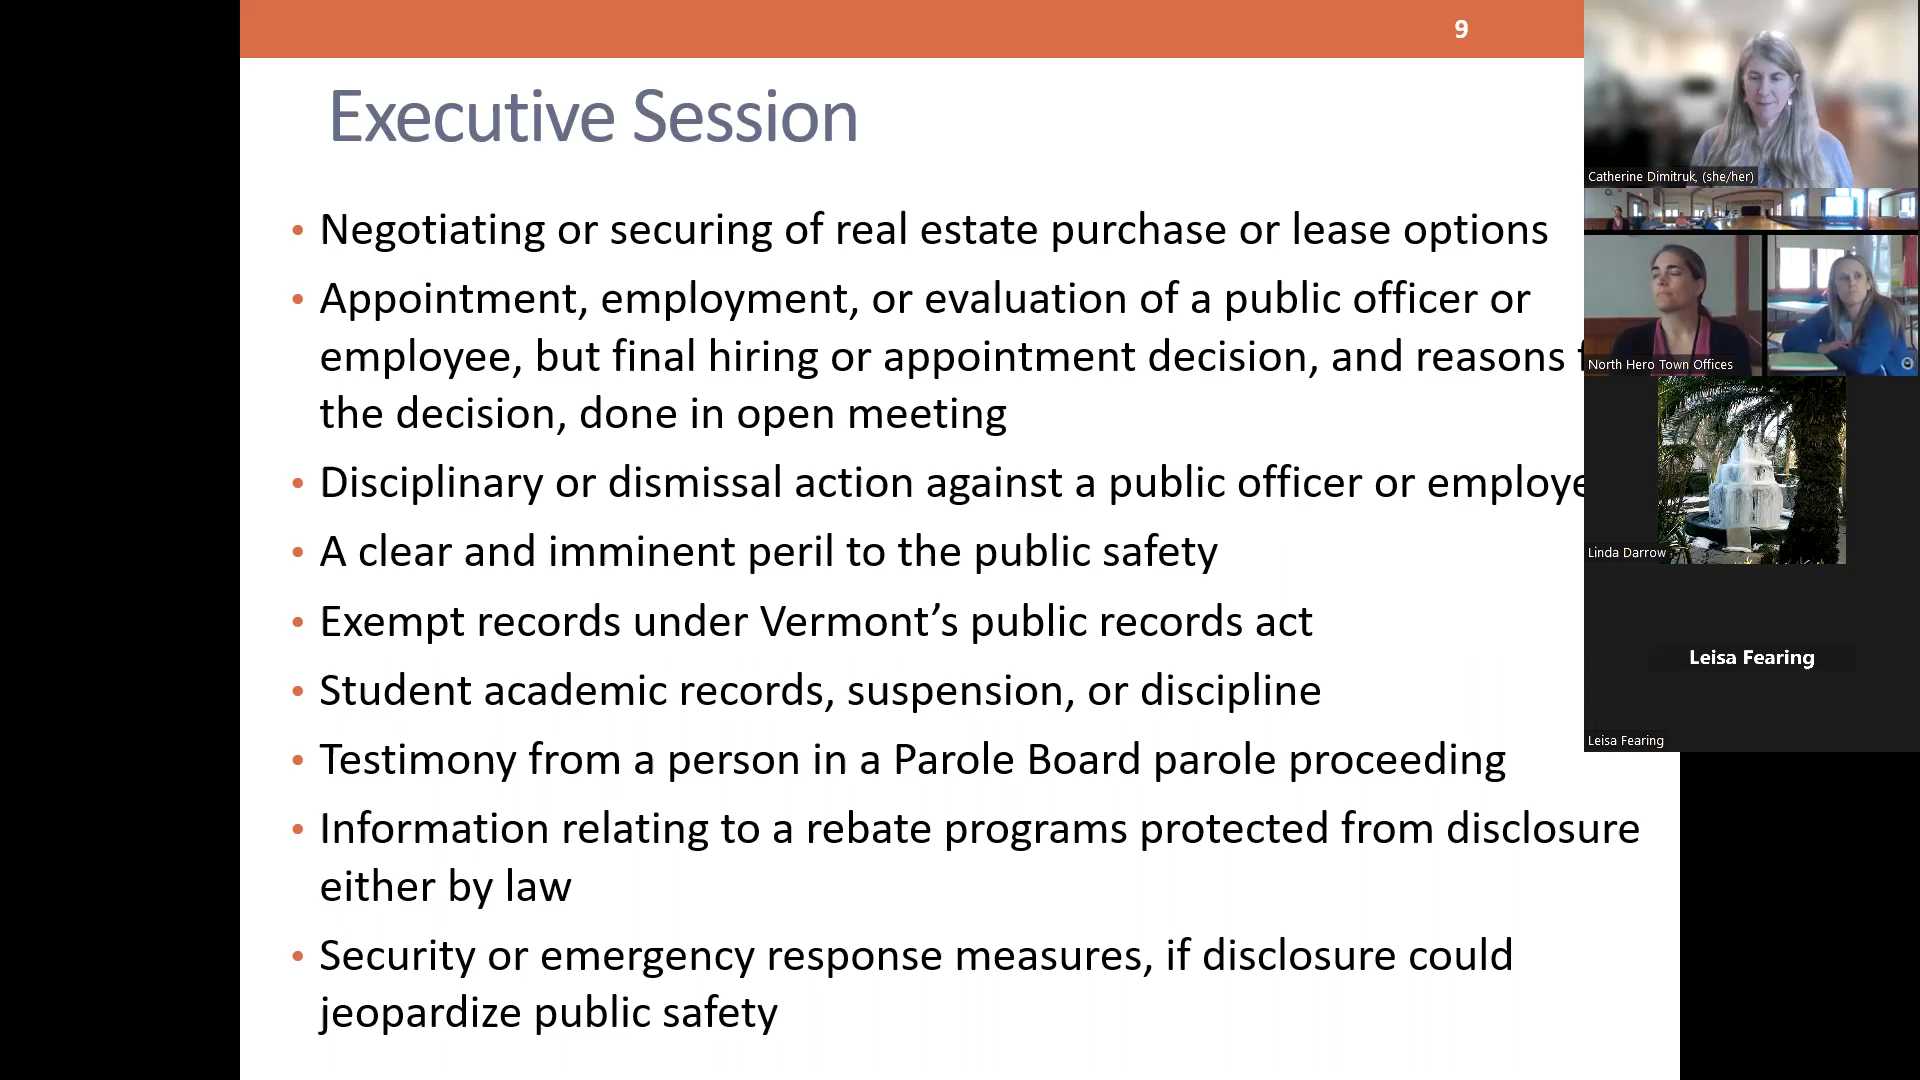 9
Executive Session
• Negotiating or securing of real estate purchase or lease options
• Appointment, employment, or evaluation of a public officer or
employee, but final hiring or appointment decision, and reasons
the decision, done in open meeting
• Disciplinary or dismissal action against a public officer or employe
• A clear and imminent peril to the public safety
• Exempt records under Vermont’s public records act
• Student academic records, suspension, or discipline
• Testimony from a person in a Parole Board parole proceeding
• Information relating to a rebate programs protected from disclosure
either by law
• Security or emergency response measures, if disclosure could
jeopardize public safety
Catherine Dimitruk, (she/her)
North Hero Town Offices
Linda Darrow
Leisa Fearing
Leisa Fearing